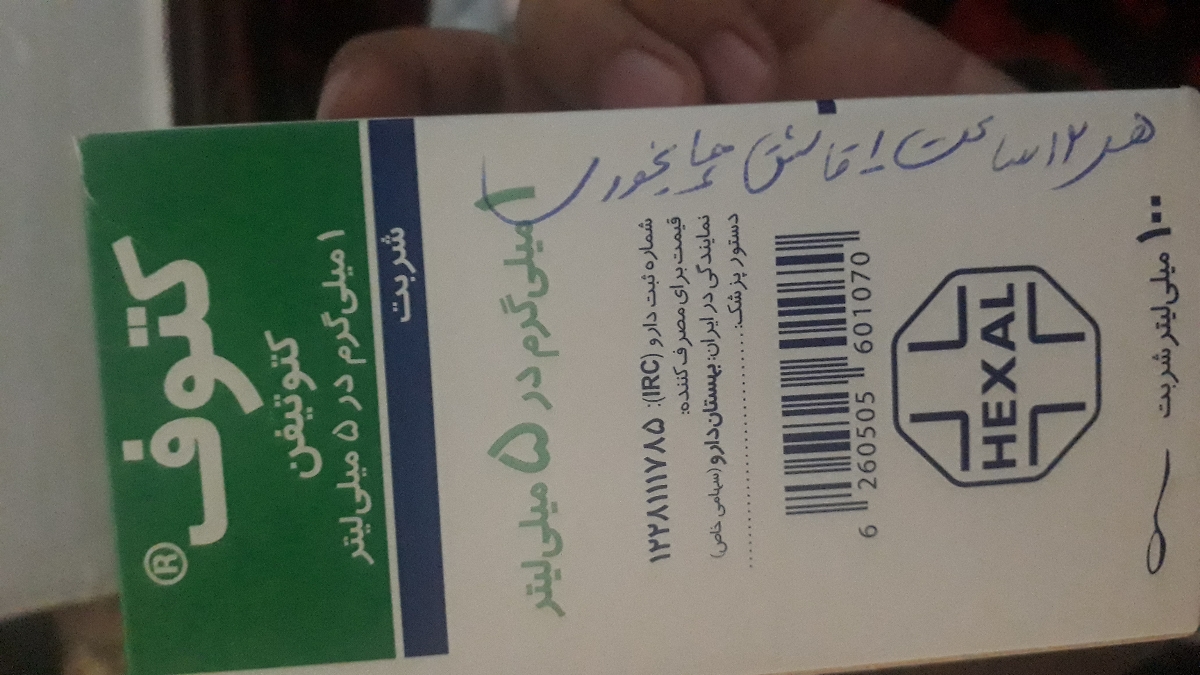 کتوف®
کتوتیفن
۱ میلی‌گرم در ۵ میلی‌لیتر
شربت
۱ میلی‌گرم در ۵ میلی‌لیتر
هر ۱۲ ساعت ۱ قاشق چایخوری
شماره ثبت دارو (IRC): ۱۲۲۸۱۱۱۷۸۵
قیمت برای مصرف کننده:
نمایندگی در ایران: بهستان دارو (سهامی خاص)
دستور پزشک:
6 260505 601070
HEXAL
۱۰۰ میلی‌لیتر شربت